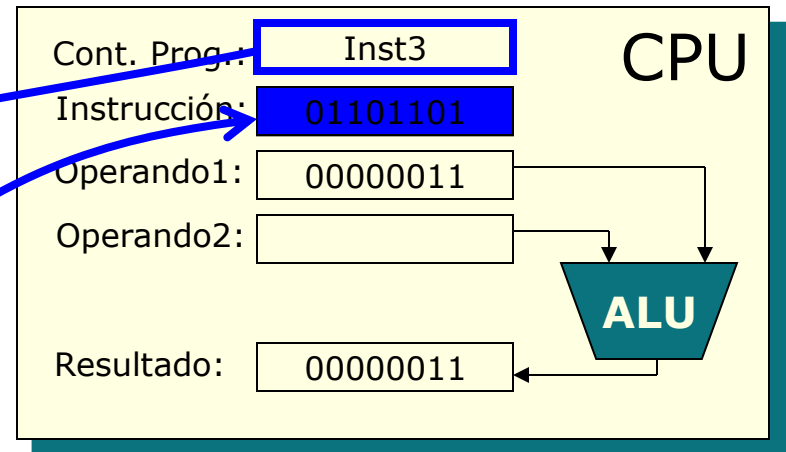 CPU
Cont. Prog.: Inst3
Instrucción: 01101101
Operando1: 00000011
Operando2:
ALU
Resultado: 00000011